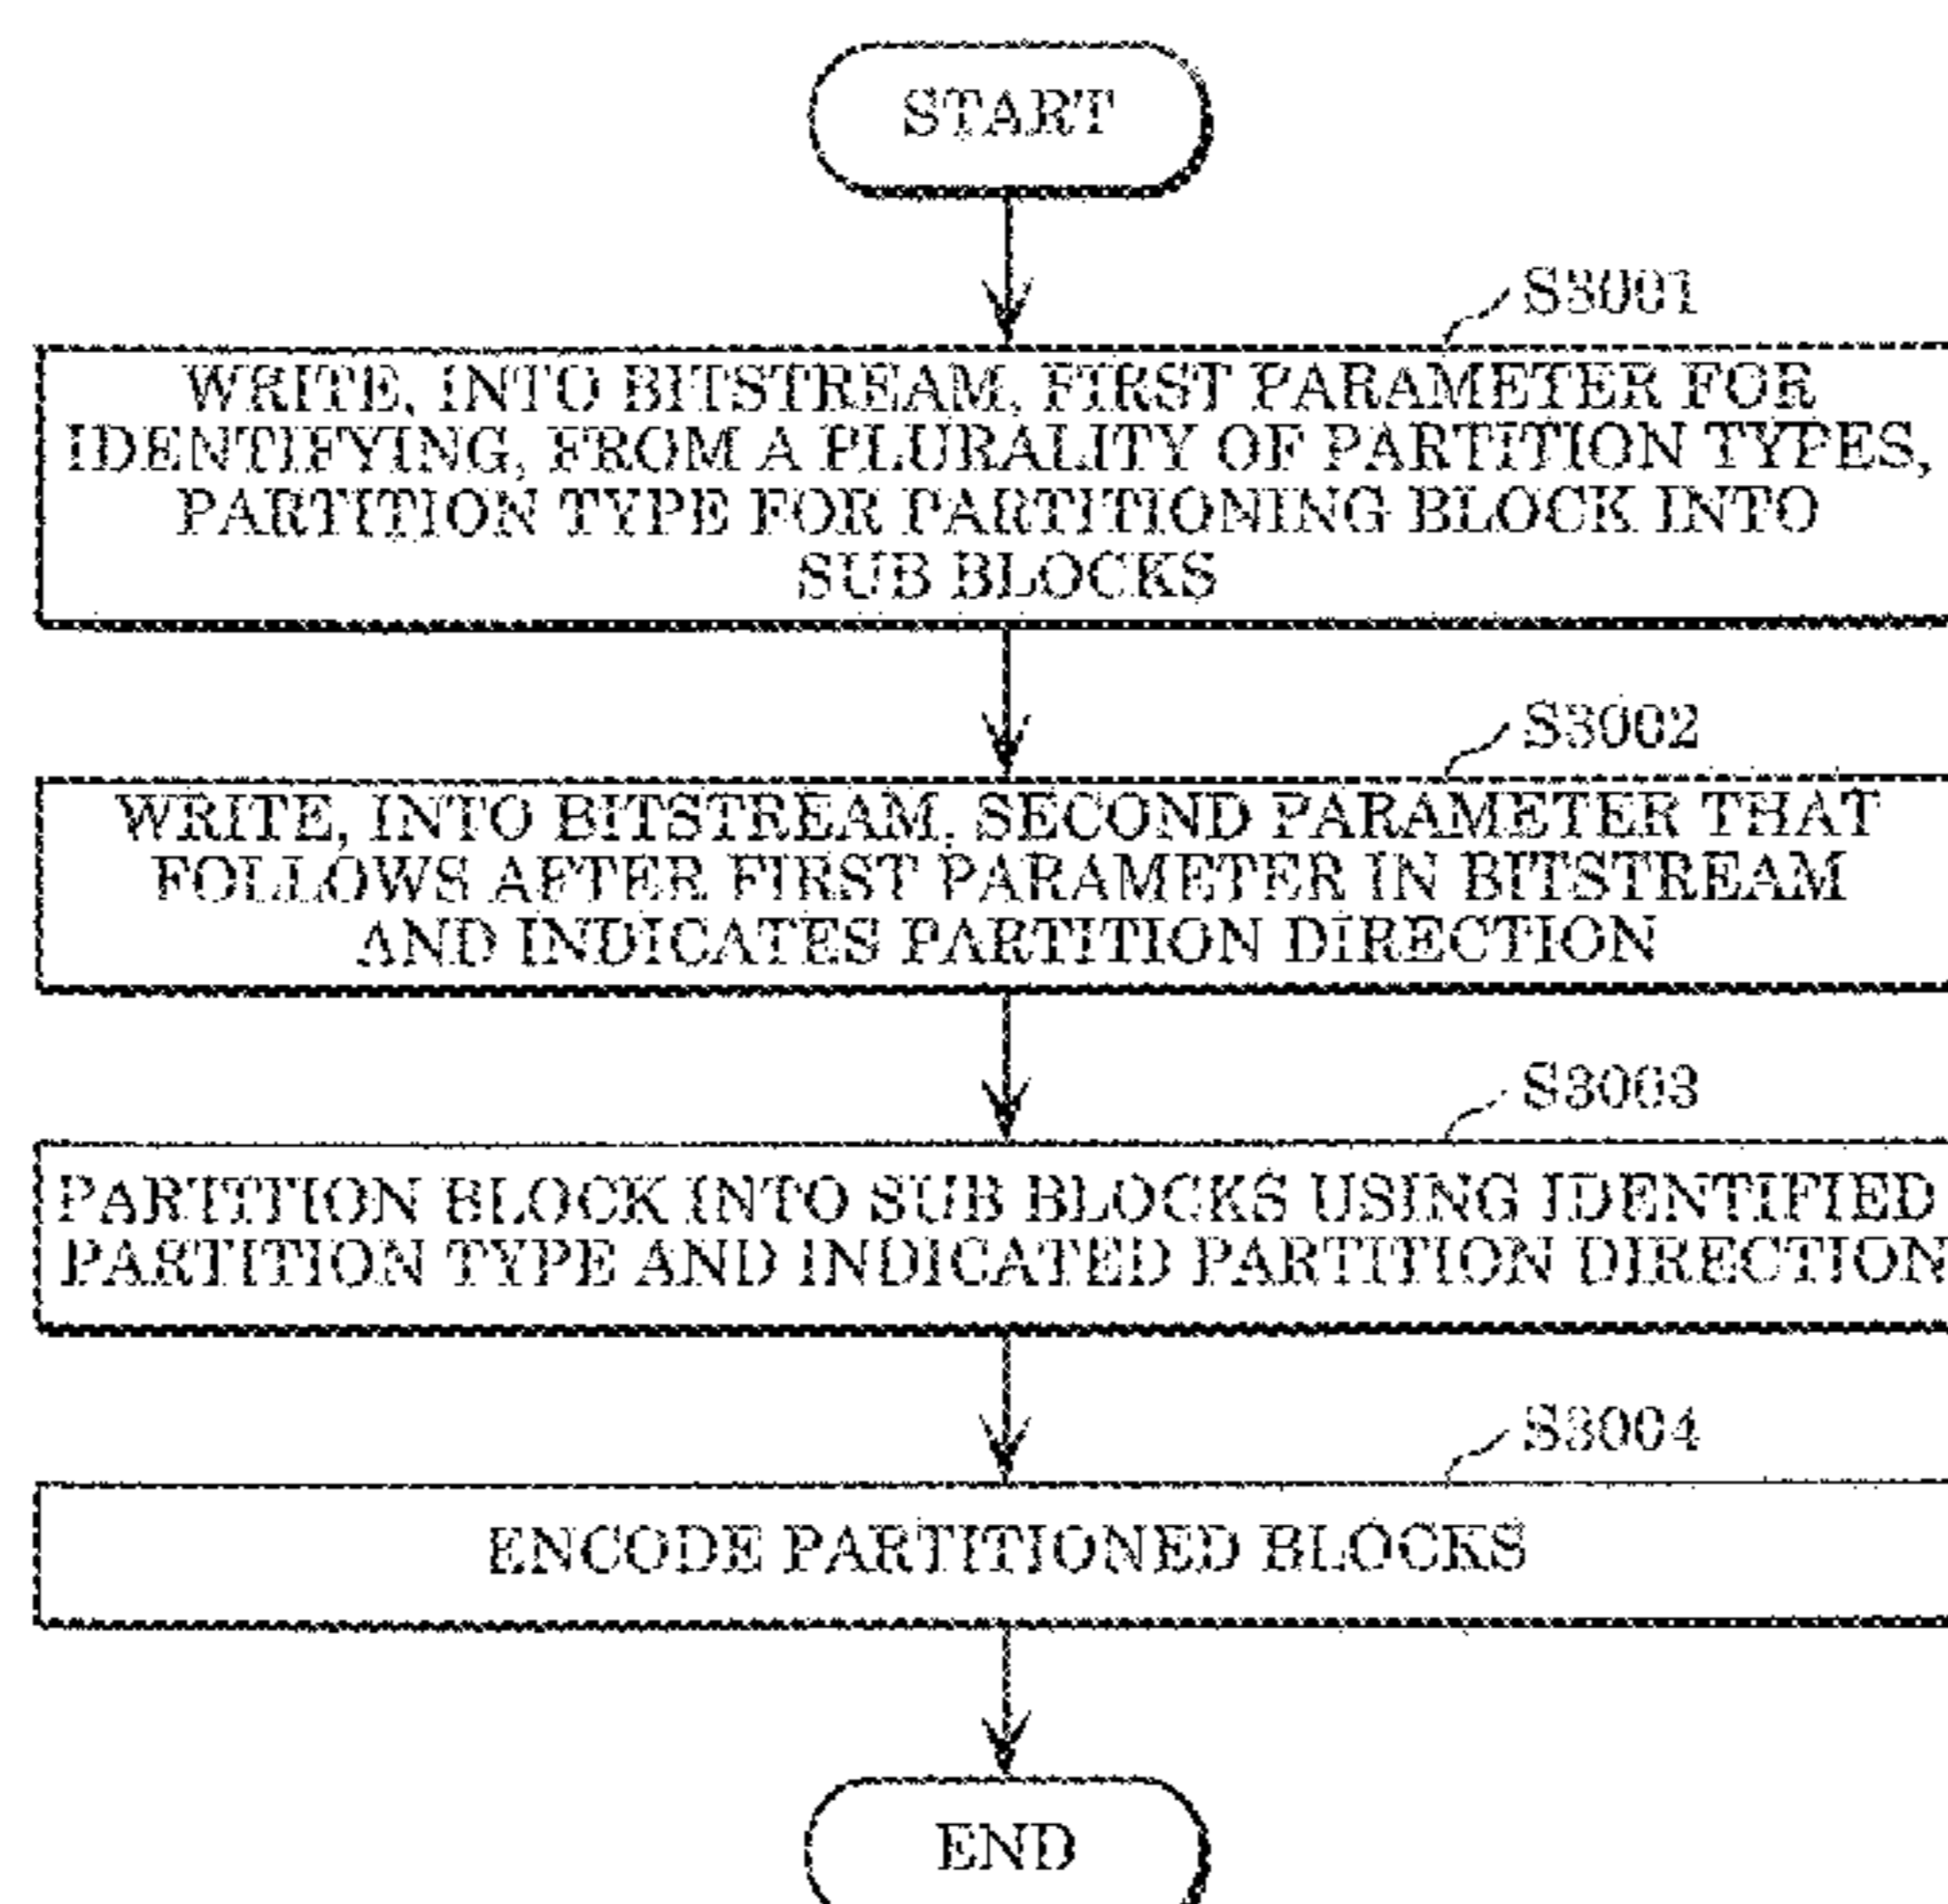 START
S3001
WRITE, INTO BITSTREAM, FIRST PARAMETER FOR
IDENTIFYING, FROM A PLURALITY OF PARTITION TYPES,
PARTITION TYPE FOR PARTITIONING BLOCK INTO
SUB BLOCKS
S3002
WRITE, INTO BITSTREAM, SECOND PARAMETER THAT
FOLLOWS AFTER FIRST PARAMETER IN BITSTREAM
AND INDICATES PARTITION DIRECTION
S3003
PARTITION BLOCK INTO SUB BLOCKS USING IDENTIFIED
PARTITION TYPE AND INDICATED PARTITION DIRECTION
S3004
ENCODE PARTITIONED BLOCKS
END